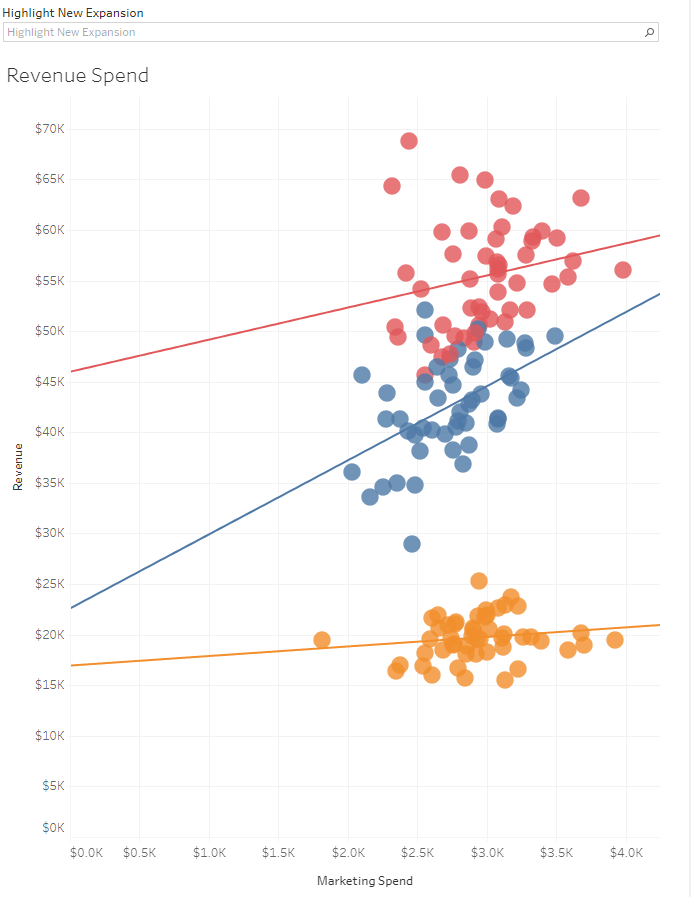 Highlight New Expansion
Highlight New Expansion
Revenue Spend
$70K
$65K
$60K
$55K
$50K
$45K
$40K
$35K
$30K
$25K
$20K
$15K
$10K
$5K
$0K
Revenue
$0.0K $0.5K $1.0K $1.5K $2.0K $2.5K $3.0K $3.5K $4.0K
Marketing Spend